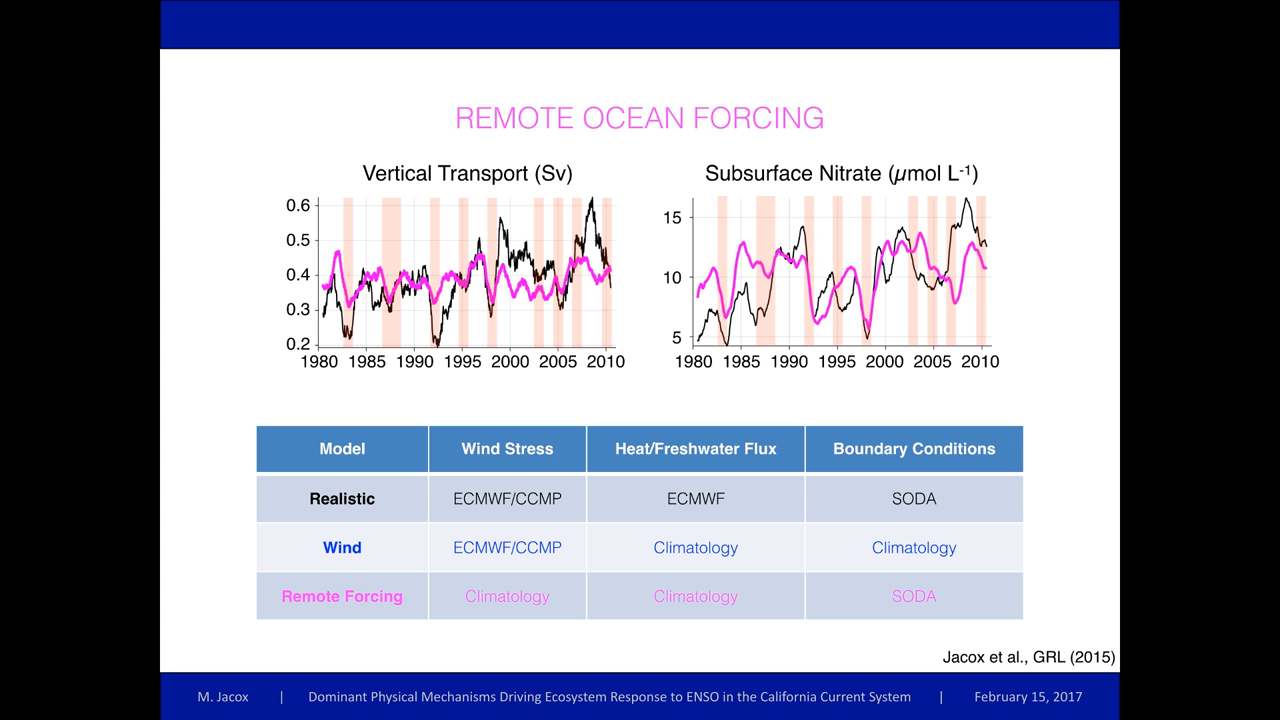 REMOTE OCEAN FORCING
Vertical Transport (Sv)
Subsurface Nitrate (µmol L-1)
0.6
0.5
0.4
0.3
0.2
1980 1985 1990 1995 2000 2005 2010
15
10
5
1980 1985 1990 1995 2000 2005 2010
Model Wind Stress Heat/Freshwater Flux Boundary Conditions
Realistic ECMWF/CCMP ECMWF SODA
Wind ECMWF/CCMP Climatology Climatology
Remote Forcing Climatology Climatology SODA
Jacox et al., GRL (2015)
M. Jacox | Dominant Physical Mechanisms Driving Ecosystem Response to ENSO in the California Current System | February 15, 2017